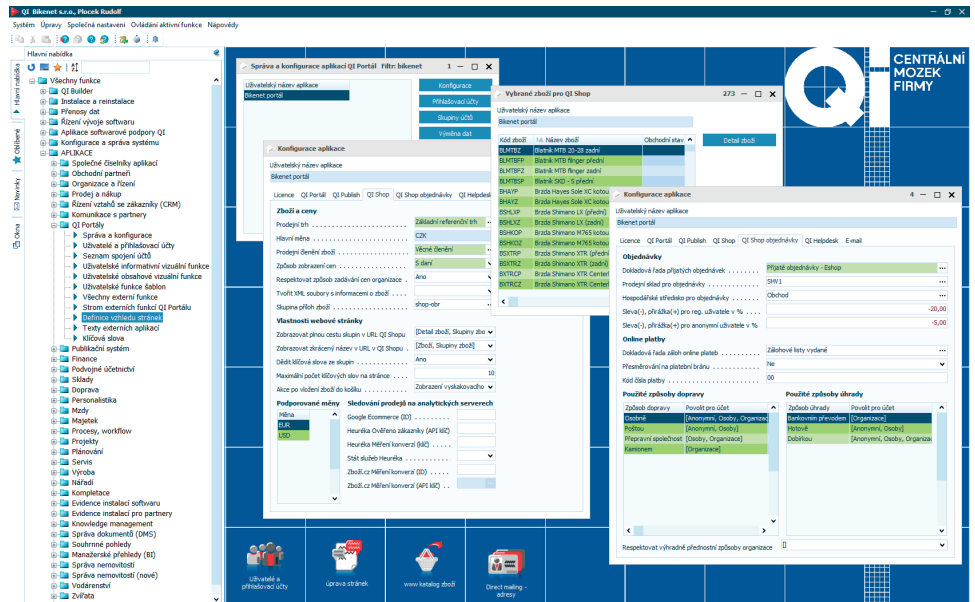 QI Bikenet s.r.o., Plocek Rudolf
Systém Úpravy Společná nastavení Ovládání aktivní funkce Nápovědy
Hlavní nabídka
Hlavní nabídka
Oblíbené
Novinky
Okna
Všechny funkce
QI Builder
Instalace a reinstalace
Přenosy dat
Řízení vývoje softwaru
Aplikace softwarové podpory QI
Konfigurace a správa systému
APLIKACE
Společné číselníky aplikací
Obchodní partneři
Organizace a řízení
Prodej a nákup
Řízení vztahů se zákazníky (CRM)
Komunikace s partnery
QI Portály
Správa a konfigurace
Uživatelé a přihlašovací účty
Seznam spojení účtů
Uživatelské informativní vizuální funkce
Uživatelské obsahové vizuální funkce
Uživatelské funkce šablon
Všechny externí funkce
Strom externích funkcí QI Portálu
Definice vzhledu stránek
Texty externích aplikací
Klíčová slova
Publikační systém
Finance
Podvojné účetnictví
Sklady
Doprava
Personalistika
Mzdy
Majetek
Procesy, workflow
Projekty
Plánování
Servis
Výroba
Nářadí
Kompletace
Evidence instalací softwaru
Evidence instalací pro partnery
Knowledge management
Správa dokumentů (DMS)
Souhrnné pohledy
Manažerské přehledy (BI)
Správa nemovitostí
Správa nemovitostí (nové)
Vodárenství
Zvířata
Správa a konfigurace aplikací QI Portál Filtr: bikenet 1
Uživatelský název aplikace
Bikenet portál
Konfigurace
Přihlašovací účty
Skupiny účtů
Výměna dat
Konfigurace aplikace
Uživatelský název aplikace
Bikenet portál
Licence QI Portál QI Publish QI Shop QI Shop objednávky QI Helpdesk
Zboží a ceny
Prodejní trh Základní referenční trh
Hlavní měna CZK
Prodejní členění zboží Věcné členění
Způsob zobrazení cen S daní
Respektovat způsob zadávání cen organizace Ano
Tvořit XML soubory s informacemi o zboží
Skupina příloh zboží shop-obr
Vlastnosti webové stránky
Zobrazovat plnou cestu skupin v URL QI Shopu [Detail zboží, Skupiny zbo
Zobrazovat zkrácený název v URL v QI Shopu [Zboží, Skupiny zboží]
Dědit klíčová slova ze skupin Ano
Maximální počet klíčových slov na stránce 10
Akce po vložení zboží do košíku Zobrazení vyskakovacího
Podporované měny
Měna
EUR
USD
Sledování prodejů na analytických serverech
Google Ecommerce (ID)
Heuréka Ověřeno zákazníky (API klíč)
Heuréka Měření konverzí (klíč)
Stát služeb Heuréka
Zboží.cz Měření konverzí (ID)
Zboží.cz Měření konverzí (API klíč)
Vybrané zboží pro QI Shop 273
Uživatelský název aplikace
Bikenet portál
Kód zboží 1A Název zboží Obchodní stav
Detail zboží
BLMTBZ Blatník MTB 20-28 zadní
BLMTBFP Blatník MTB flinger přední
BLMTBFZ Blatník MTB flinger zadní
BLMTBSP Blatník SKD - S přední
BHAYP Brzda Hayes Sole XC kotou
BHAYZ Brzda Hayes Sole XC kotou
BSHLXP Brzda Shimano LX (přední)
BSHLXZ Brzda Shimano LX (zadní)
BSHKOP Brzda Shimano M765 kotou
BSHKOZ Brzda Shimano M765 kotou
BSXTRP Brzda Shimano XTR (přední
BSXTRZ Brzda Shimano XTR (zadní)
BXTRCP Brzda Shimano XTR Centerl
BXTRCZ Brzda Shimano XTR Centerl
Konfigurace aplikace 4
Uživatelský název aplikace
Bikenet portál
Licence QI Portál QI Publish QI Shop QI Shop objednávky QI Helpdesk E-mail
Objednávky
Dokladová řada přijatých objednávek Přijaté objednávky - Eshop
Prodejní sklad pro objednávky SHV1
Hospodářské středisko pro objednávky Obchod
Sleva(-), přirážka(+) pro reg. uživatele v % -20,00
Sleva(-), přirážka(+) pro anonymní uživatele v % -5,00
Online platby
Dokladová řada záloh online plateb Zálohové listy vydané
Přesměrování na platební bránu Ne
Kód čísla platby 00
Použité způsoby dopravy
Způsob dopravy Povolit pro účet
Osobně [Anonymní, Osoby, Organizac
Poštou [Anonymní, Osoby]
Přepravní společnost [Osoby, Organizace]
Kamionem [Organizace]
Použité způsoby úhrady
Způsob úhrady Povolit pro účet
Bankovním převodem [Organizace]
Hotově [Anonymní, Osoby]
Dobírkou [Anonymní, Osoby, Organizac
Respektovat výhradně přednostní způsoby organizace []
QI
CENTRÁLNÍ
MOZEK
FIRMY
Uživatelé a
přihlašovací účty
úprava stránek
www katalog zboží
Direct mailing -
adresy